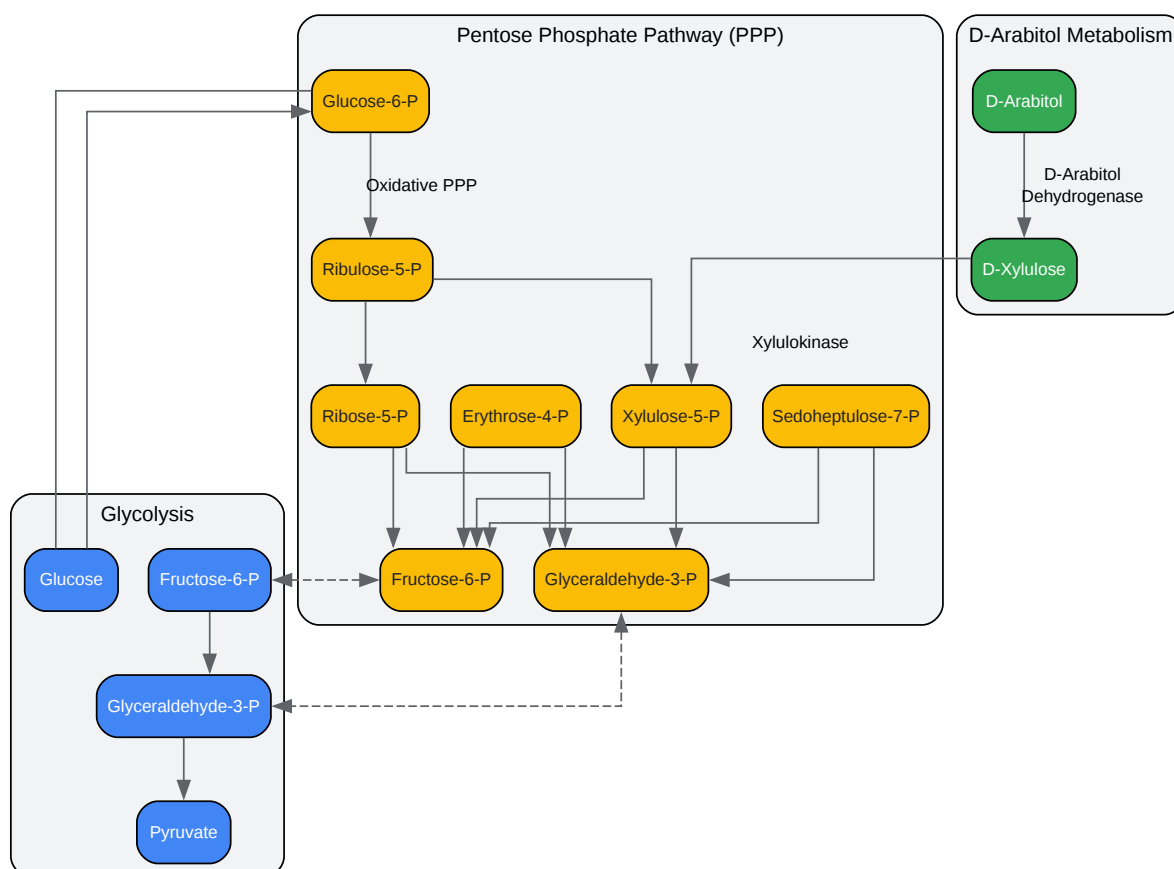 Pentose Phosphate Pathway (PPP)
D-Arabitol Metabolism
Glucose-6-P
D-Arabitol
Oxidative PPP
D-Arabitol
Dehydrogenase
Ribulose-5-P
D-Xylulose
Xylulokinase
Ribose-5-P
Erythrose-4-P
Xylulose-5-P
Sedoheptulose-7-P
Glycolysis
Glucose
Fructose-6-P
Fructose-6-P
Glyceraldehyde-3-P
Glyceraldehyde-3-P
Pyruvate